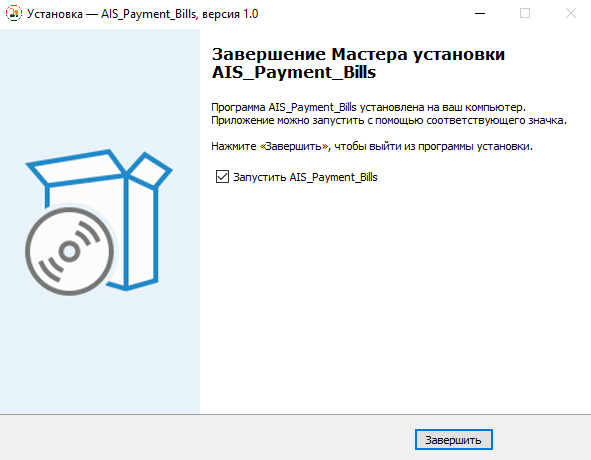 Установка — AIS_Payment_Bills, версия 1.0
Завершение Мастера установки
AIS_Payment_Bills
Программа AIS_Payment_Bills установлена на ваш компьютер.
Приложение можно запустить с помощью соответствующего значка.
Нажмите «Завершить», чтобы выйти из программы установки.
Запустить AIS_Payment_Bills
Завершить